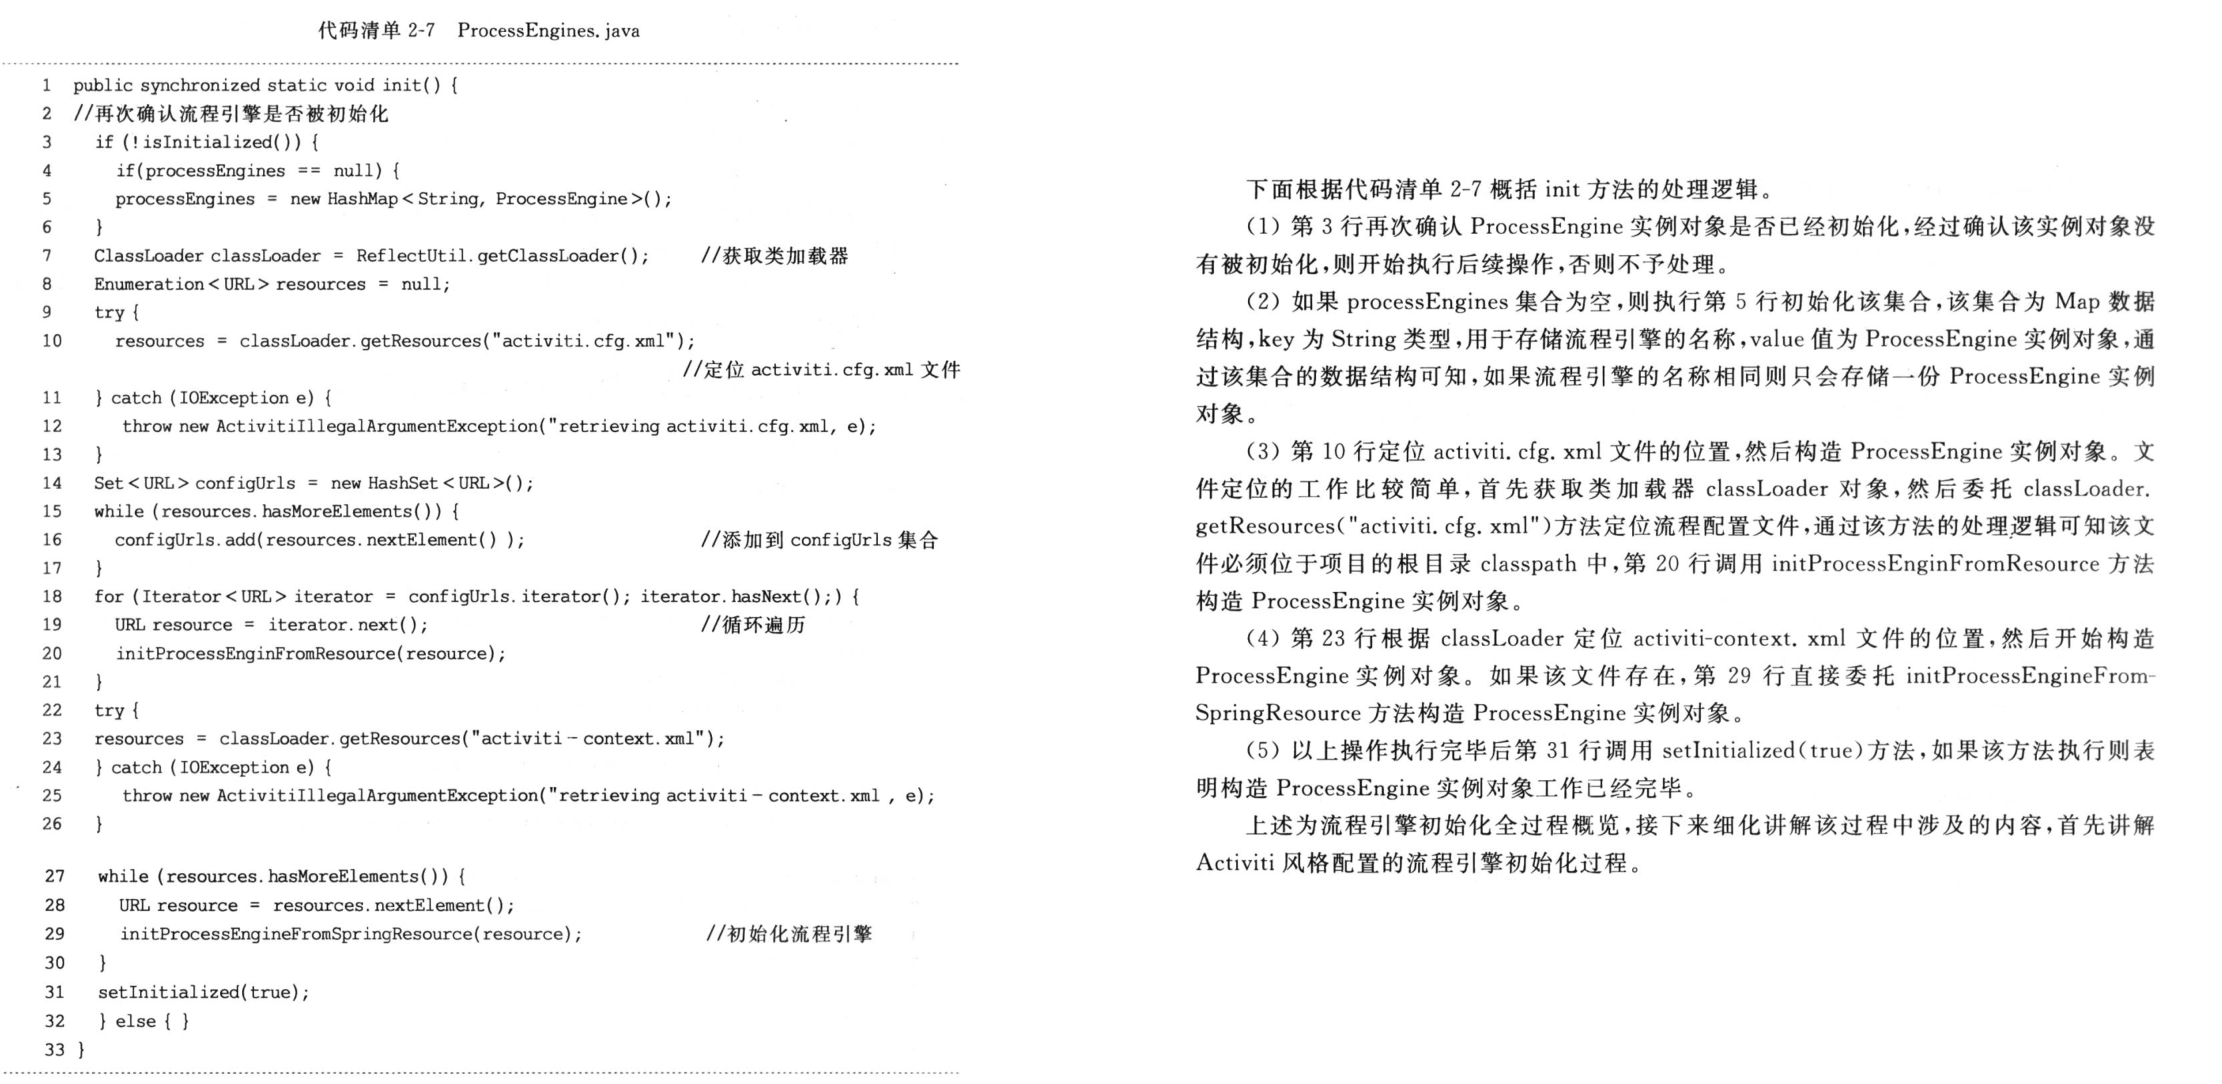 代码清单 2-7 ProcessEngines.java
1 public synchronized static void init() {
2 //再次确认流程引擎是否被初始化
3 if (!isInitialized()) {
4 if(processEngines == null) {
5 processEngines = new HashMap<String, ProcessEngine>();
6 }
7 ClassLoader classLoader = ReflectUtil.getClassLoader(); //获取类加载器
8 Enumeration<URL> resources = null;
9 try {
10 resources = classLoader.getResources("activiti.cfg.xml");
//定位 activiti.cfg.xml 文件
11 } catch (IOException e) {
12 throw new ActivitiIllegalArgumentException("retrieving activiti.cfg.xml, e);
13 }
14 Set<URL> configUrls = new HashSet<URL>();
15 while (resources.hasMoreElements()) {
16 configUrls.add(resources.nextElement() ); //添加到 configUrls 集合
17 }
18 for (Iterator<URL> iterator = configUrls.iterator(); iterator.hasNext();) {
19 URL resource = iterator.next(); //循环遍历
20 initProcessEnginFromResource(resource);
21 }
22 try {
23 resources = classLoader.getResources("activiti-context.xml");
24 } catch (IOException e) {
25 throw new ActivitiIllegalArgumentException("retrieving activiti-context.xml , e);
26 }
27 while (resources.hasMoreElements()) {
28 URL resource = resources.nextElement();
29 initProcessEngineFromSpringResource(resource); //初始化流程引擎
30 }
31 setInitialized(true);
32 } else { }
33 }
下面根据代码清单 2-7 概括 init 方法的处理逻辑。
(1) 第 3 行再次确认 ProcessEngine 实例对象是否已经初始化,经过确认该实例对象没
有被初始化,则开始执行后续操作,否则不予处理。
(2) 如果 processEngines 集合为空,则执行第 5 行初始化该集合,该集合为 Map 数据
结构,key 为 String 类型,用于存储流程引擎的名称,value 值为 ProcessEngine 实例对象,通
过该集合的数据结构可知,如果流程引擎的名称相同则只会存储一份 ProcessEngine 实例
对象。
(3) 第 10 行定位 activiti.cfg.xml 文件的位置,然后构造 ProcessEngine 实例对象。文
件定位的工作比较简单,首先获取类加载器 classLoader 对象,然后委托 classLoader.
getResources("activiti.cfg.xml")方法定位流程配置文件,通过该方法的处理逻辑可知该文
件必须位于项目的根目录 classpath 中,第 20 行调用 initProcessEnginFromResource 方法
构造 ProcessEngine 实例对象。
(4) 第 23 行根据 classLoader 定位 activiti-context.xml 文件的位置,然后开始构造
ProcessEngine 实例对象。如果该文件存在,第 29 行直接委托 initProcessEngineFrom-
SpringResource 方法构造 ProcessEngine 实例对象。
(5) 以上操作执行完毕后第 31 行调用 setInitialized(true)方法,如果该方法执行则表
明构造 ProcessEngine 实例对象工作已经完毕。
上述为流程引擎初始化全过程概览,接下来细化讲解该过程中涉及的内容,首先讲解
Activiti 风格配置的流程引擎初始化过程。